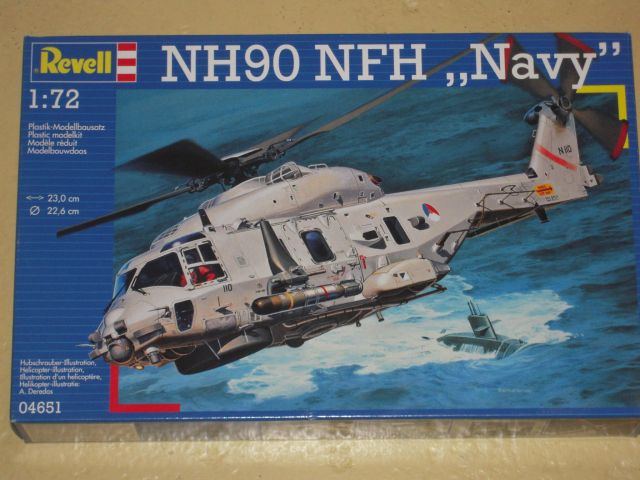 Revell
NH90 NFH „Navy”
1:72
Plastik-Modellbausatz
Plastic modelkit
Modèle réduit
Modelbouwdoos
↔ 23,0 cm
Ø 22,6 cm
N110
110
Hubschrauber-Illustration,
Helicopter-illustration,
Illustration d'un hélicoptère,
Helikopter-illustratie:
A. Deredos
04651